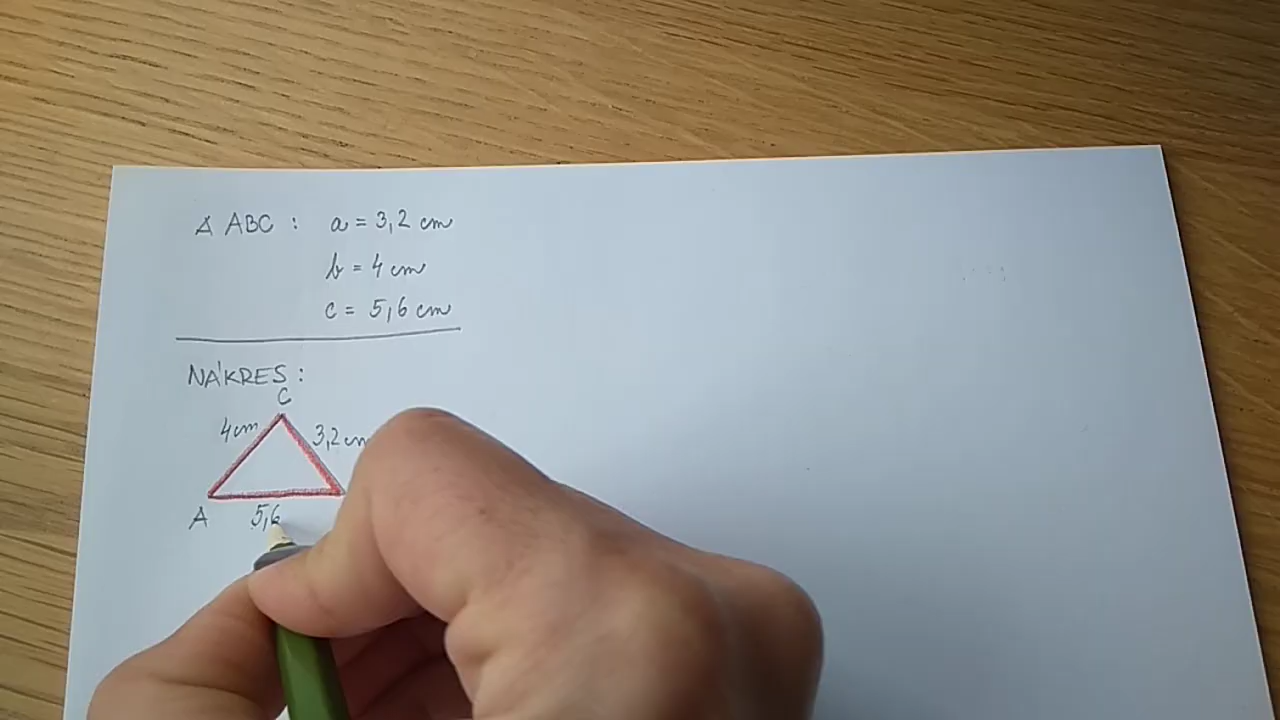 △ ABC : a = 3,2 cm
b = 4 cm
c = 5,6 cm
NÁKRES :
C
4cm 3,2 cm
A 5,6